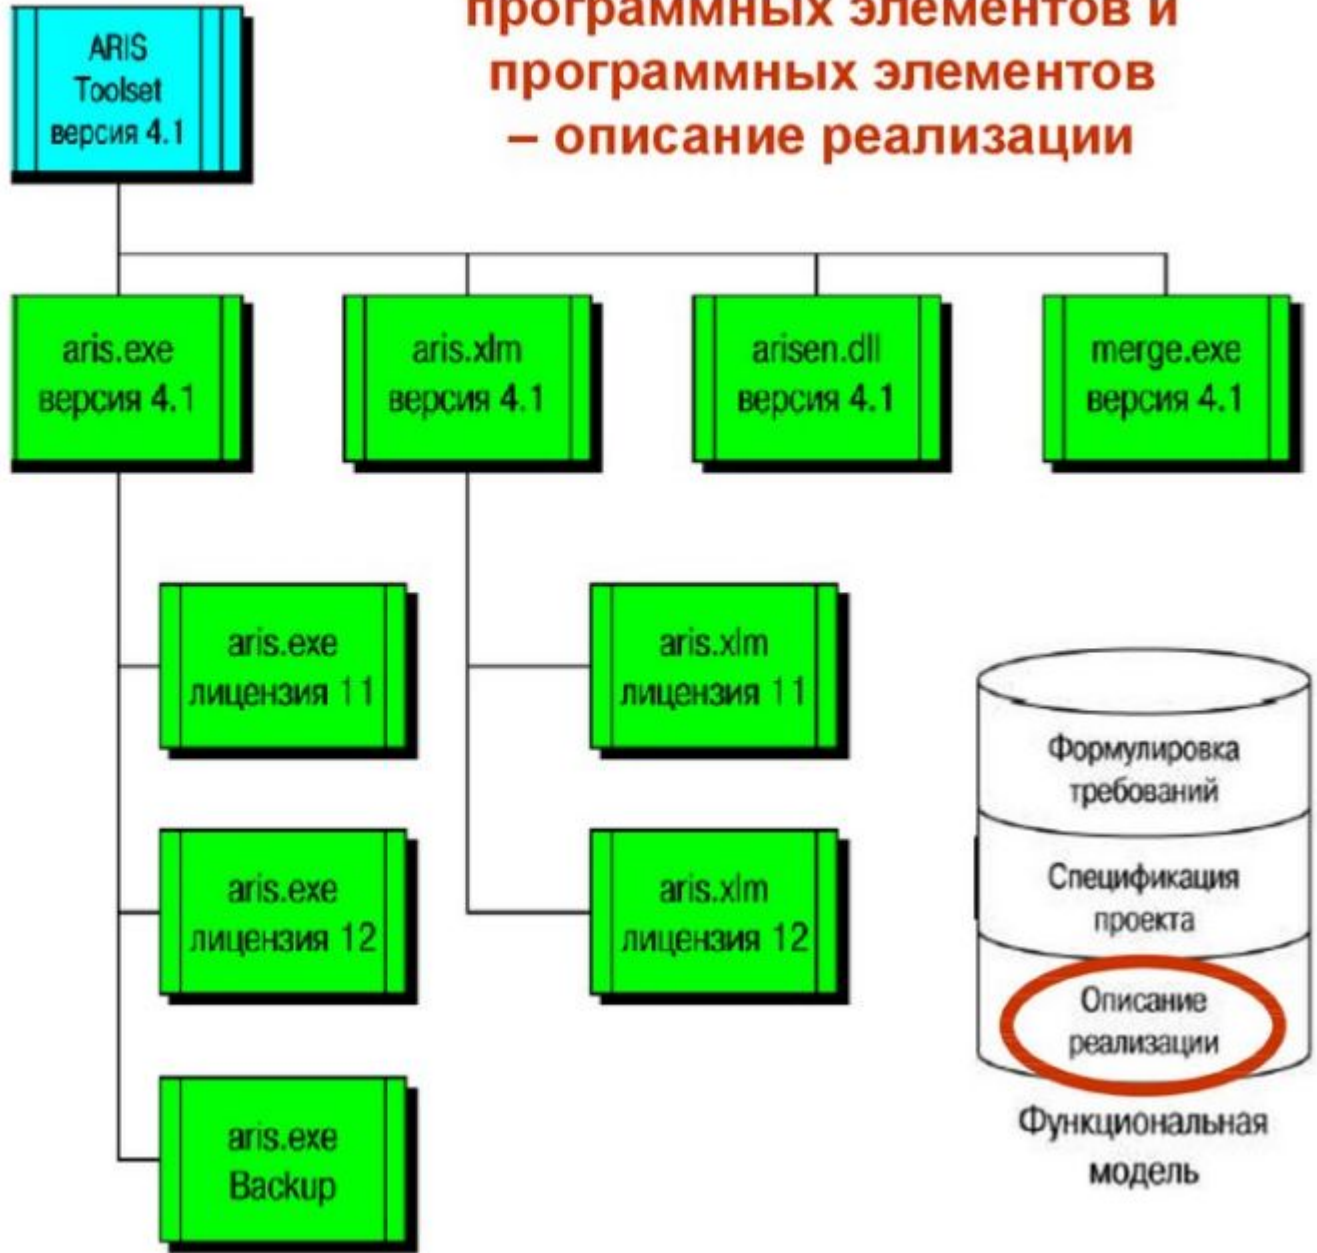 программных элементов и
программных элементов
– описание реализации
ARIS
Toolset
версия 4.1
aris.exe
версия 4.1
aris.xlm
версия 4.1
arisen.dll
версия 4.1
merge.exe
версия 4.1
aris.exe
лицензия 11
aris.xlm
лицензия 11
aris.exe
лицензия 12
aris.xlm
лицензия 12
aris.exe
Backup
Формулировка
требований
Спецификация
проекта
Описание
реализации
Функциональная
модель